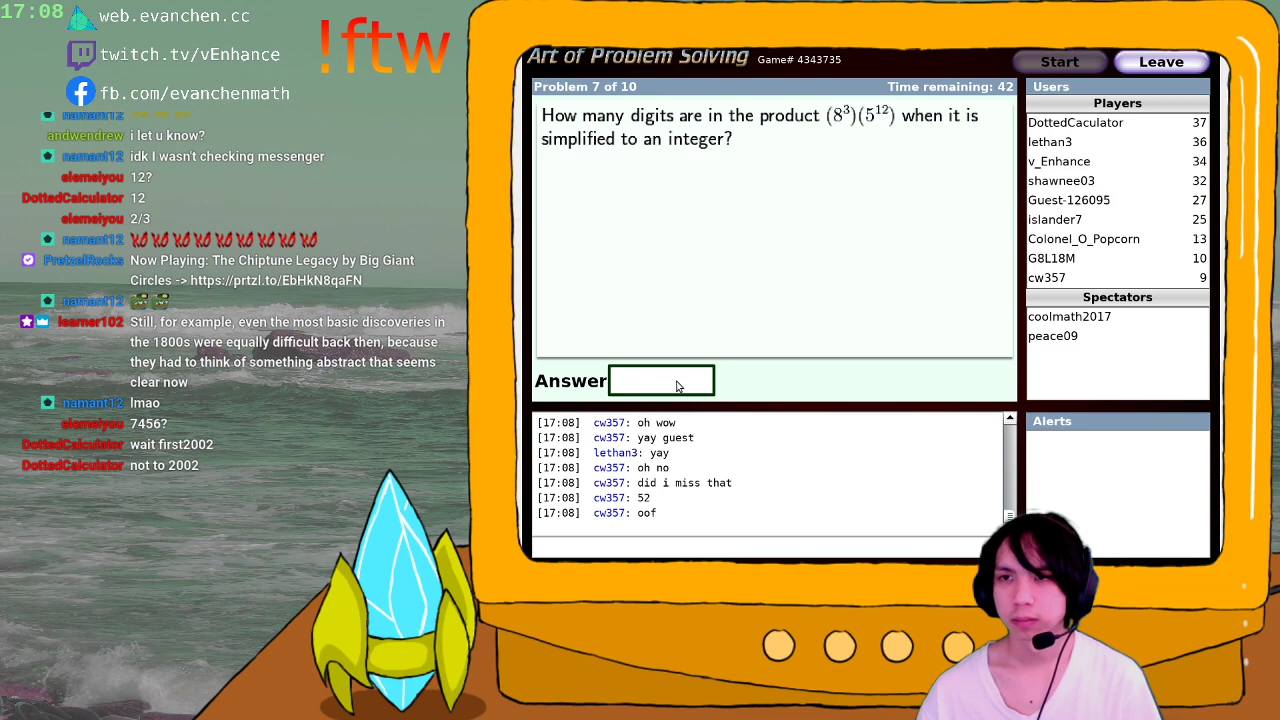 17:08
web.evanchen.cc
twitch.tv/vEnhance
fb.com/evanchenmath
!ftw
namant12
andwendrew i let u know?
namant12 idk I wasn't checking messenger
elemeiyou 12?
DottedCalculator 12
elemeiyou 2/3
namant12
PretzelRocks Now Playing: The Chiptune Legacy by Big Giant
Circles -> https://prtzl.to/EbHkN8qaFN
namant12
learner102 Still, for example, even the most basic discoveries in
the 1800s were equally difficult back then, because
they had to think of something abstract that seems
clear now
namant12 lmao
elemeiyou 7456?
DottedCalculator wait first2002
DottedCalculator not to 2002
Art of Problem Solving Game# 4343735
Start Leave
Problem 7 of 10 Time remaining: 42
How many digits are in the product (8³)(5¹²) when it is
simplified to an integer?
Answer
[17:08] cw357: oh wow
[17:08] cw357: yay guest
[17:08] lethan3: yay
[17:08] cw357: oh no
[17:08] cw357: did i miss that
[17:08] cw357: 52
[17:08] cw357: oof
Users
Players
DottedCaculator 37
lethan3 36
v_Enhance 34
shawnee03 32
Guest-126095 27
islander7 25
Colonel_O_Popcorn 13
G8L18M 10
cw357 9
Spectators
coolmath2017
peace09
Alerts